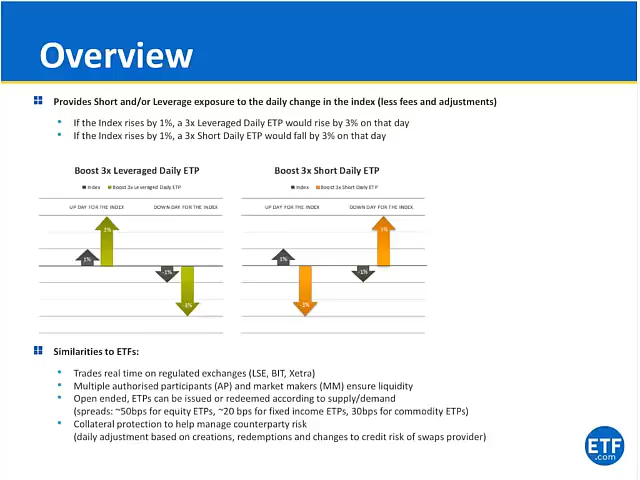 Overview
Provides Short and/or Leverage exposure to the daily change in the index (less fees and adjustments)
• If the Index rises by 1%, a 3x Leveraged Daily ETP would rise by 3% on that day
• If the Index rises by 1%, a 3x Short Daily ETP would fall by 3% on that day
Boost 3x Leveraged Daily ETP
Index Boost 3x Leveraged Daily ETP
UP DAY FOR THE INDEX DOWN DAY FOR THE INDEX
3%
1%
-1%
-3%
Boost 3x Short Daily ETP
Index Boost 3x Short Daily ETP
UP DAY FOR THE INDEX DOWN DAY FOR THE INDEX
3%
1%
-1%
-3%
Similarities to ETFs:
• Trades real time on regulated exchanges (LSE, BIT, Xetra)
• Multiple authorised participants (AP) and market makers (MM) ensure liquidity
• Open ended, ETPs can be issued or redeemed according to supply/demand
(spreads: ~50bps for equity ETPs, ~20 bps for fixed income ETPs, 30bps for commodity ETPs)
• Collateral protection to help manage counterparty risk
(daily adjustment based on creations, redemptions and changes to credit risk of swaps provider)
ETF
.com